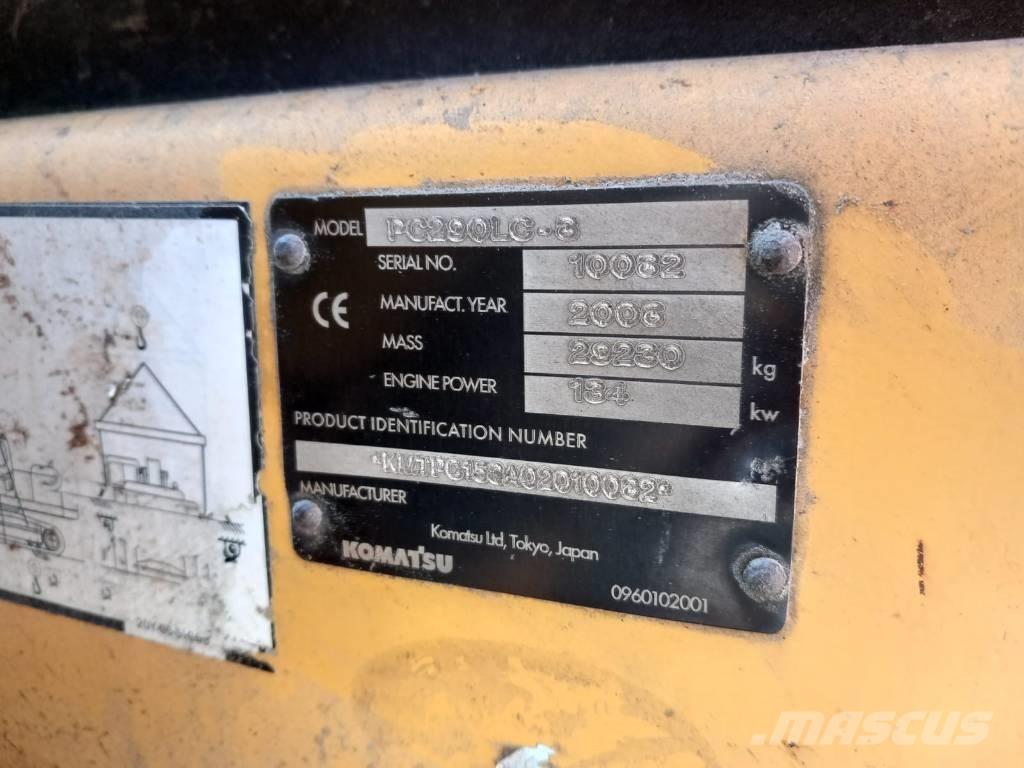 MODEL PC290LC-8
SERIAL NO. 10062
CE
MANUFACT. YEAR 2006
MASS 29230 kg
ENGINE POWER 134 kw
PRODUCT IDENTIFICATION NUMBER
MANUFACTURER
Komatsu Ltd, Tokyo, Japan
KOMATSU
0960102001
MASCUS